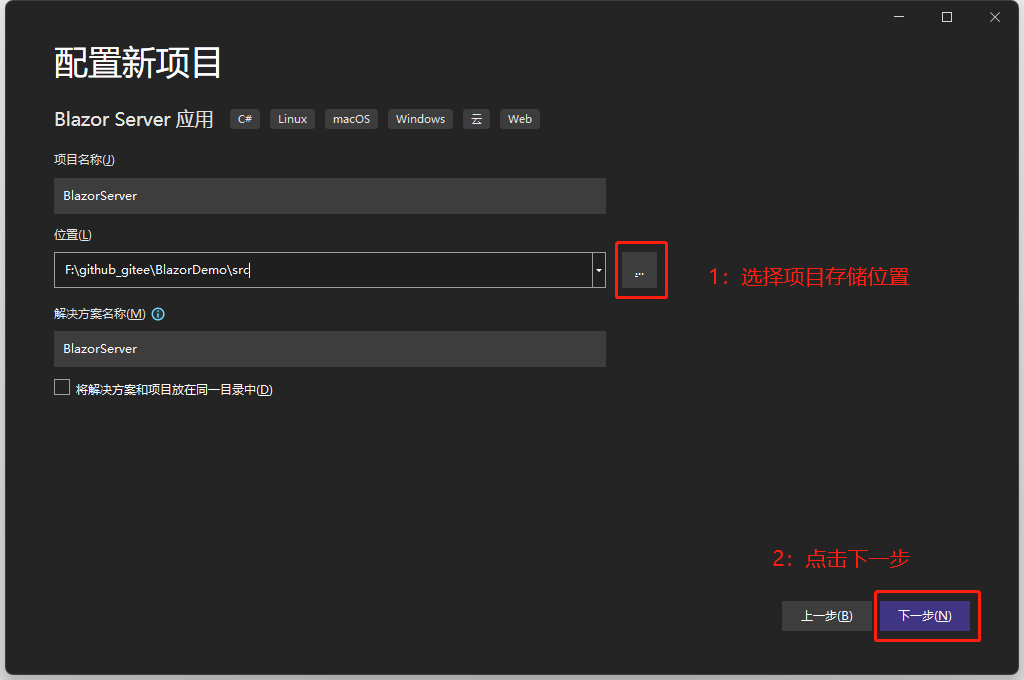 配置新项目
Blazor Server 应用 C# Linux macOS Windows 云 Web
项目名称(J)
BlazorServer
位置(L)
F:\github_gitee\BlazorDemo\src
...
1：选择项目存储位置
解决方案名称(M)
BlazorServer
将解决方案和项目放在同一目录中(D)
2：点击下一步
上一步(B) 下一步(N)